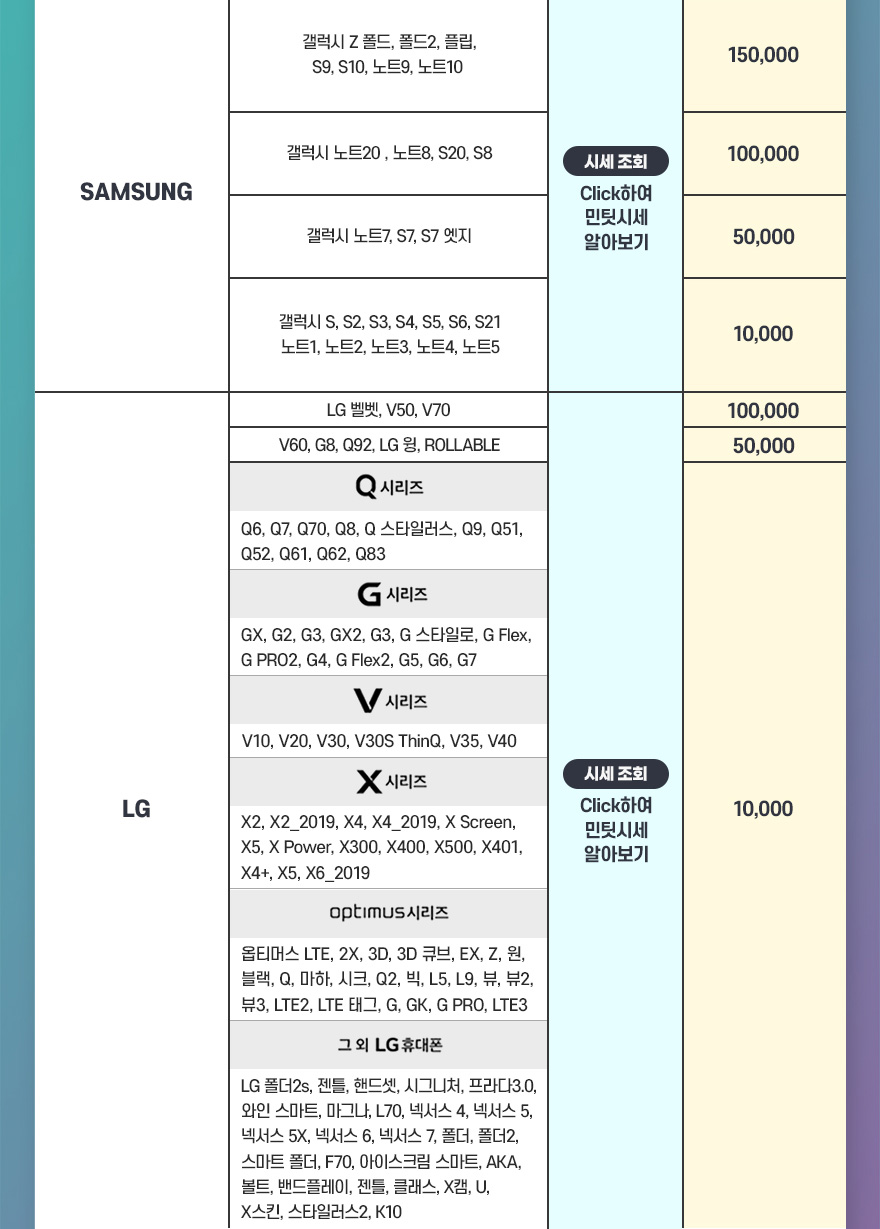 갤럭시 Z 폴드, 폴드2, 플립,
S9, S10, 노트9, 노트10
150,000
갤럭시 노트20 , 노트8, S20, S8
100,000
SAMSUNG
시세 조회
Click하여
민팃시세
알아보기
갤럭시 노트7, S7, S7 엣지
50,000
갤럭시 S, S2, S3, S4, S5, S6, S21
노트1, 노트2, 노트3, 노트4, 노트5
10,000
LG 벨벳, V50, V70
100,000
V60, G8, Q92, LG 윙, ROLLABLE
50,000
Q 시리즈
Q6, Q7, Q70, Q8, Q 스타일러스, Q9, Q51,
Q52, Q61, Q62, Q83
G 시리즈
GX, G2, G3, GX2, G3, G 스타일로, G Flex,
G PRO2, G4, G Flex2, G5, G6, G7
V 시리즈
V10, V20, V30, V30S ThinQ, V35, V40
X 시리즈
LG
시세 조회
Click하여
민팃시세
알아보기
10,000
X2, X2_2019, X4, X4_2019, X Screen,
X5, X Power, X300, X400, X500, X401,
X4+, X5, X6_2019
optimus시리즈
옵티머스 LTE, 2X, 3D, 3D 큐브, EX, Z, 원,
블랙, Q, 마하, 시크, Q2, 빅, L5, L9, 뷰, 뷰2,
뷰3, LTE2, LTE 태그, G, GK, G PRO, LTE3
그 외 LG 휴대폰
LG 폴더2s, 젠틀, 핸드셋, 시그니처, 프라다3.0,
와인 스마트, 마그나, L70, 넥서스 4, 넥서스 5,
넥서스 5X, 넥서스 6, 넥서스 7, 폴더, 폴더2,
스마트 폴더, F70, 아이스크림 스마트, AKA,
볼트, 밴드플레이, 젠틀, 클래스, X캠, U,
X스킨, 스타일러스2, K10